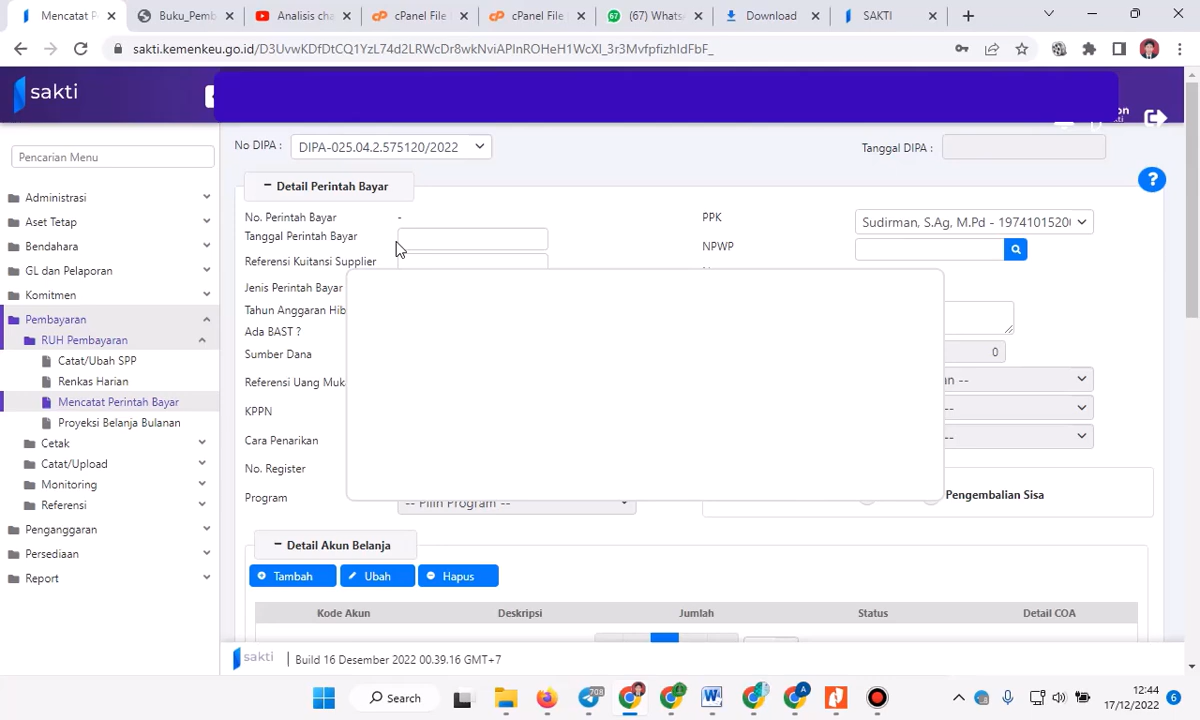 Mencatat P
Buku_Pemb
Analisis cha
cPanel File
cPanel File
(67) Whats
Download
SAKTI
sakti.kemenkeu.go.id/D3UvwKDfDtCQ1YzL74d2LRWcDr8wkNviAPlnROHeH1WcXI_3r3MvfpfizhIdFbF_
sakti
on
Pencarian Menu
No DIPA :
DIPA-025.04.2.575120/2022
Tanggal DIPA :
Detail Perintah Bayar
Administrasi
Aset Tetap
Bendahara
GL dan Pelaporan
Komitmen
Pembayaran
RUH Pembayaran
Catat/Ubah SPP
Renkas Harian
Mencatat Perintah Bayar
Proyeksi Belanja Bulanan
Cetak
Catat/Upload
Monitoring
Referensi
Penganggaran
Persediaan
Report
No. Perintah Bayar -
Tanggal Perintah Bayar
Referensi Kuitansi Supplier
Jenis Perintah Bayar
Tahun Anggaran Hib
Ada BAST ?
Sumber Dana
Referensi Uang Muka
KPPN
Cara Penarikan
No. Register
Program
-- Pilih Program --
PPK
Sudirman, S.Ag, M.Pd - 1974101520
NPWP
0
an --
--
--
Pengembalian Sisa
Detail Akun Belanja
Tambah
Ubah
Hapus
Kode Akun Deskripsi Jumlah Status Detail COA
sakti | Build 16 Desember 2022 00.39.16 GMT+7
Search
708
12:44
17/12/2022
6